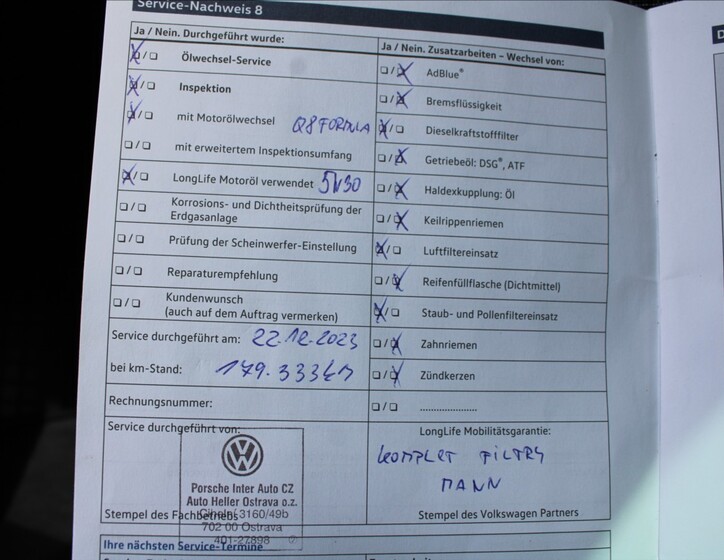 Service-Nachweis 8
Ja / Nein. Durchgeführt wurde:
☒/☐ Ölwechsel-Service
☒/☐ Inspektion
☒/☐ mit Motorölwechsel Q8 FORMULA
☐/☐ mit erweitertem Inspektionsumfang
☒/☐ LongLife Motoröl verwendet 5W30
☐/☐ Korrosions- und Dichtheitsprüfung der
Erdgasanlage
☐/☐ Prüfung der Scheinwerfer-Einstellung
☐/☐ Reparaturempfehlung
☐/☐ Kundenwunsch
(auch auf dem Auftrag vermerken)
Service durchgeführt am: 22.12.2023
bei km-Stand: 179.333KM
Rechnungsnummer:
Service durchgeführt von:
Porsche Inter Auto CZ
Auto Heller Ostrava o.z.
3160/49b
702 00 Ostrava
401-27898
Stempel des Fachbetriebs
Ja / Nein. Zusatzarbeiten – Wechsel von:
☐/☒ AdBlue®
☐/☒ Bremsflüssigkeit
☒/☐ Dieselkraftstofffilter
☐/☒ Getriebeöl: DSG®, ATF
☐/☒ Haldexkupplung: Öl
☐/☒ Keilrippenriemen
☒/☐ Luftfiltereinsatz
☐/☒ Reifenfüllflasche (Dichtmittel)
☒/☐ Staub- und Pollenfiltereinsatz
☐/☒ Zahnriemen
☐/☒ Zündkerzen
☐/☐ .....................
LongLife Mobilitätsgarantie:
KOMPLET FILTRY
MANN
Stempel des Volkswagen Partners
Ihre nächsten Service-Termine